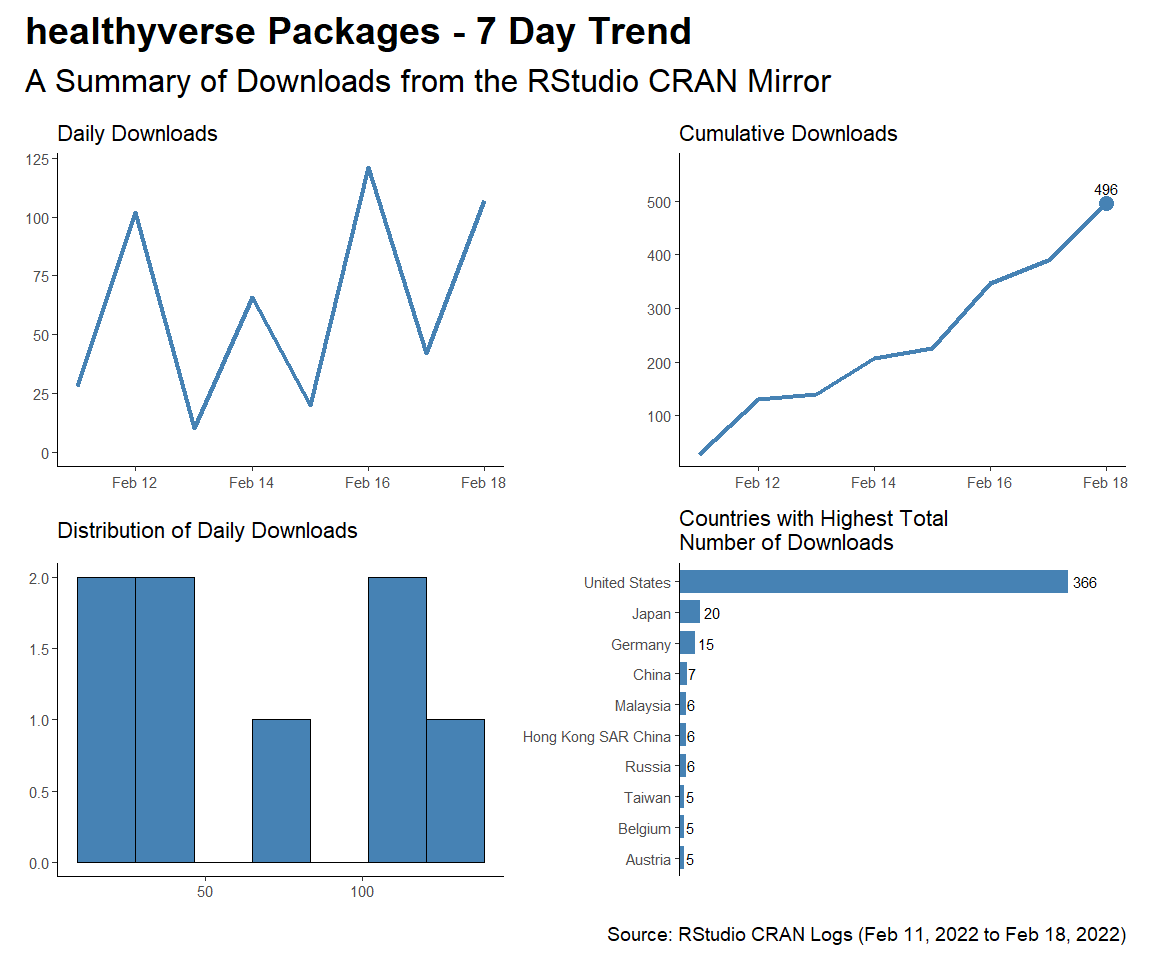 healthyverse Packages - 7 Day Trend
A Summary of Downloads from the RStudio CRAN Mirror
Daily Downloads
125
100
75
50
25
0
Feb 12 Feb 14 Feb 16 Feb 18
Cumulative Downloads
496
500
400
300
200
100
Feb 12 Feb 14 Feb 16 Feb 18
Distribution of Daily Downloads
2.0
1.5
1.0
0.5
0.0
50 100
Countries with Highest Total
Number of Downloads
United States 366
Japan 20
Germany 15
China 7
Malaysia 6
Hong Kong SAR China 6
Russia 6
Taiwan 5
Belgium 5
Austria 5
Source: RStudio CRAN Logs (Feb 11, 2022 to Feb 18, 2022)